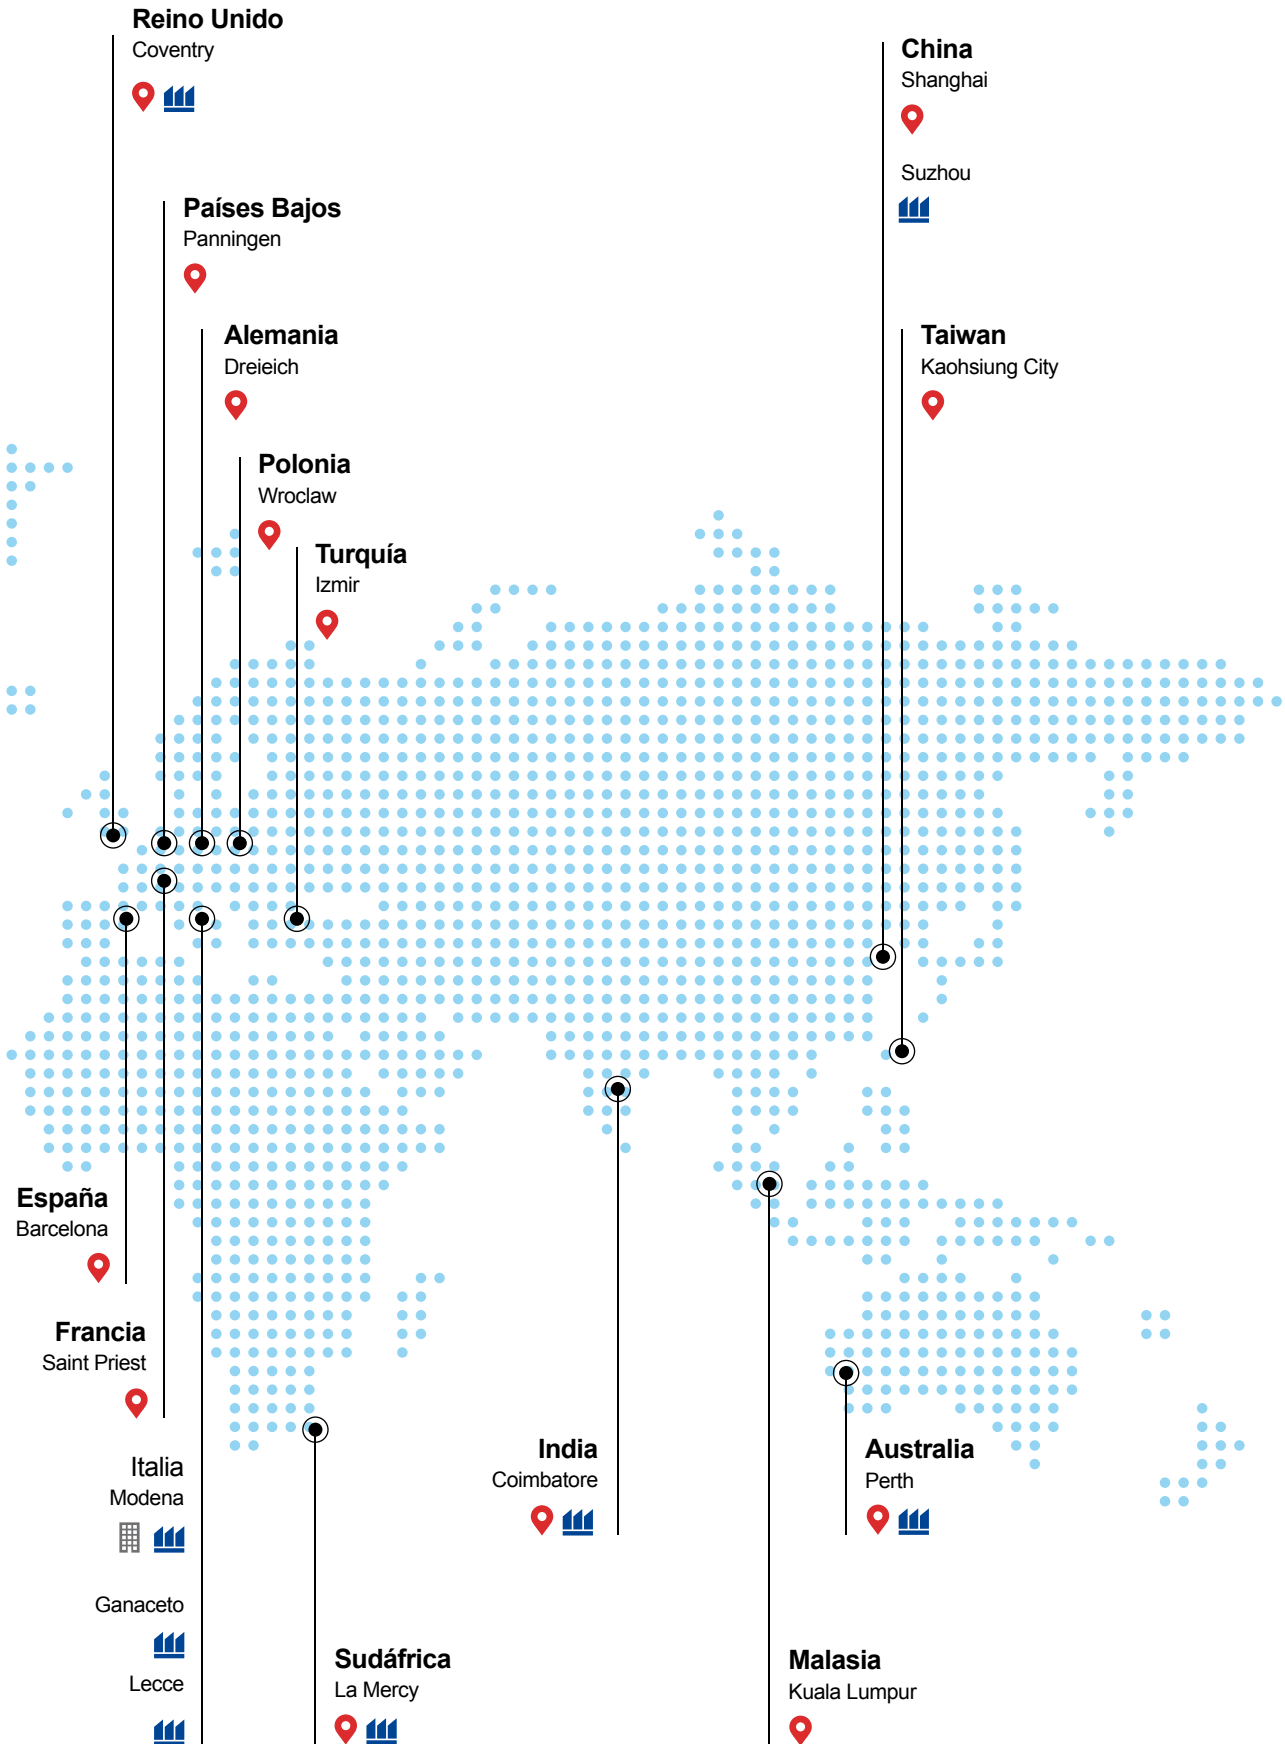 Reino Unido
Coventry
China
Shanghai
Suzhou
Países Bajos
Panningen
Alemania
Dreieich
Taiwan
Kaohsiung City
Polonia
Wroclaw
Turquía
Izmir
España
Barcelona
Francia
Saint Priest
Italia
Modena
Ganaceto
Lecce
India
Coimbatore
Australia
Perth
Sudáfrica
La Mercy
Malasia
Kuala Lumpur